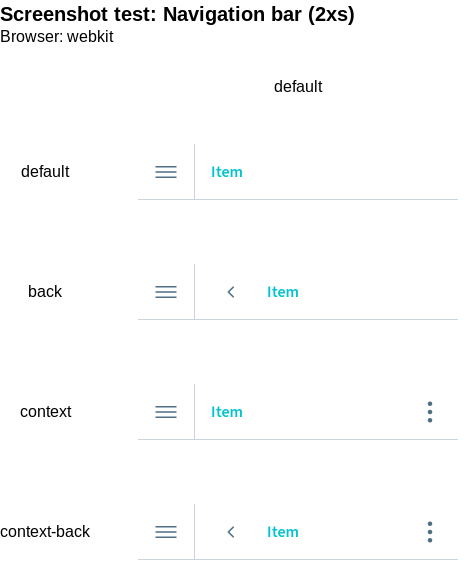 Screenshot test: Navigation bar (2xs)
Browser: webkit
default
default Item
back Item
context Item
context-back Item